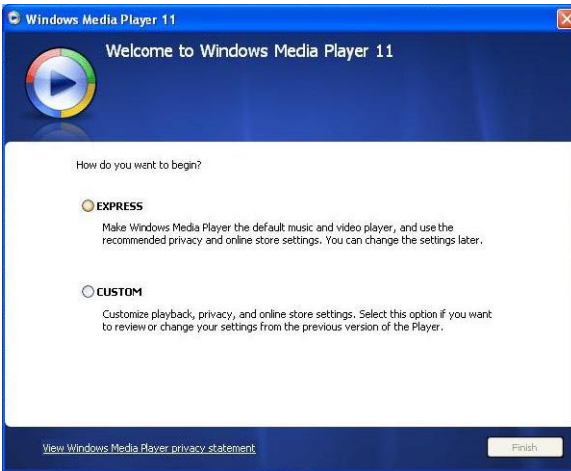 Windows Media Player 11
Welcome to Windows Media Player 11
How do you want to begin?
EXPRESS
Make Windows Media Player the default music and video player, and use the
recommended privacy and online store settings. You can change the settings later.
CUSTOM
Customize playback, privacy, and online store settings. Select this option if you want
to review or change your settings from the previous version of the Player.
View Windows Media Player privacy statement
Finish